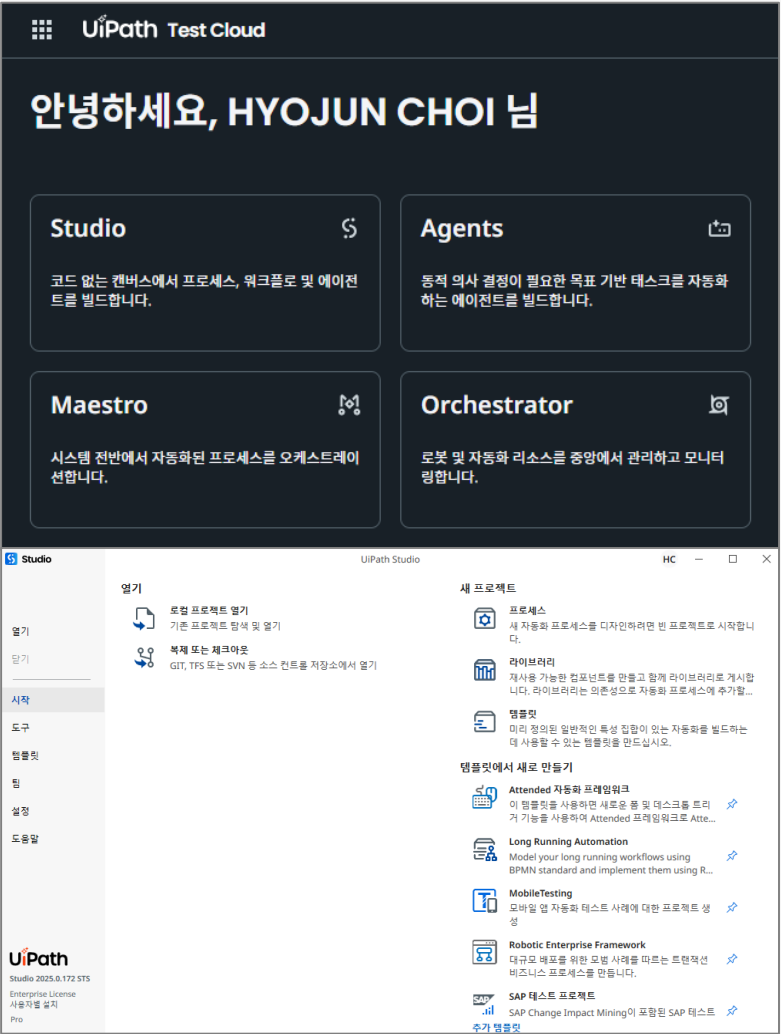 UiPath Test Cloud
안녕하세요, HYOJUN CHOI 님
Studio
코드 없는 캔버스에서 프로세스, 워크플로 및 에이전
트를 빌드합니다.
Agents
동적 의사 결정이 필요한 목표 기반 태스크를 자동화
하는 에이전트를 빌드합니다.
Maestro
시스템 전반에서 자동화된 프로세스를 오케스트레이
션합니다.
Orchestrator
로봇 및 자동화 리소스를 중앙에서 관리하고 모니터
링합니다.
Studio
UiPath Studio
HC
열기
닫기
시작
도구
템플릿
팀
설정
도움말
UiPath
Studio 2025.0.172 STS
Enterprise License
사용자별 설치
Pro
열기
로컬 프로젝트 열기
기존 프로젝트 탐색 및 열기
복제 또는 체크아웃
GIT, TFS 또는 SVN 등 소스 컨트롤 저장소에서 열기
새 프로젝트
프로세스
새 자동화 프로세스를 디자인하려면 빈 프로젝트로 시작합니
다.
라이브러리
재사용 가능한 컴포넌트를 만들고 함께 라이브러리로 게시합
니다. 라이브러리는 의존성으로 자동화 프로세스에 추가할...
템플릿
미리 정의된 일반적인 특성 집합이 있는 자동화를 빌드하는
데 사용할 수 있는 템플릿을 만드십시오.
템플릿에서 새로 만들기
Attended 자동화 프레임워크
이 템플릿을 사용하면 새로운 폼 및 데스크톱 트리
거 기능을 사용하여 Attended 프레임워크로 Atte...
Long Running Automation
Model your long running workflows using
BPMN standard and implement them using R...
MobileTesting
모바일 앱 자동화 테스트 사례에 대한 프로젝트 생
성
Robotic Enterprise Framework
대규모 배포를 위한 모범 사례를 따르는 트랜잭션
비즈니스 프로세스를 만듭니다.
SAP
SAP 테스트 프로젝트
SAP Change Impact Mining이 포함된 SAP 테스트
추가 템플릿